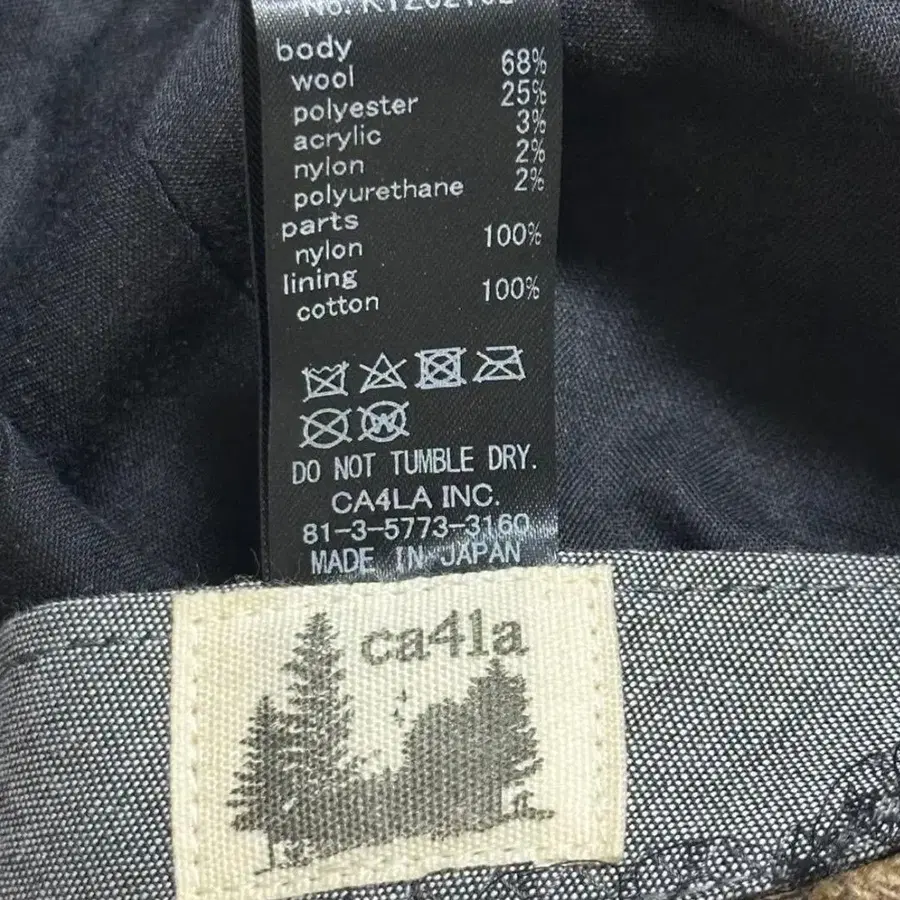 body
wool 68%
polyester 25%
acrylic 3%
nylon 2%
polyurethane 2%
parts
nylon 100%
lining
cotton 100%
W
DO NOT TUMBLE DRY.
CA4LA INC.
81-3-5773-3160
MADE IN JAPAN
ca4la